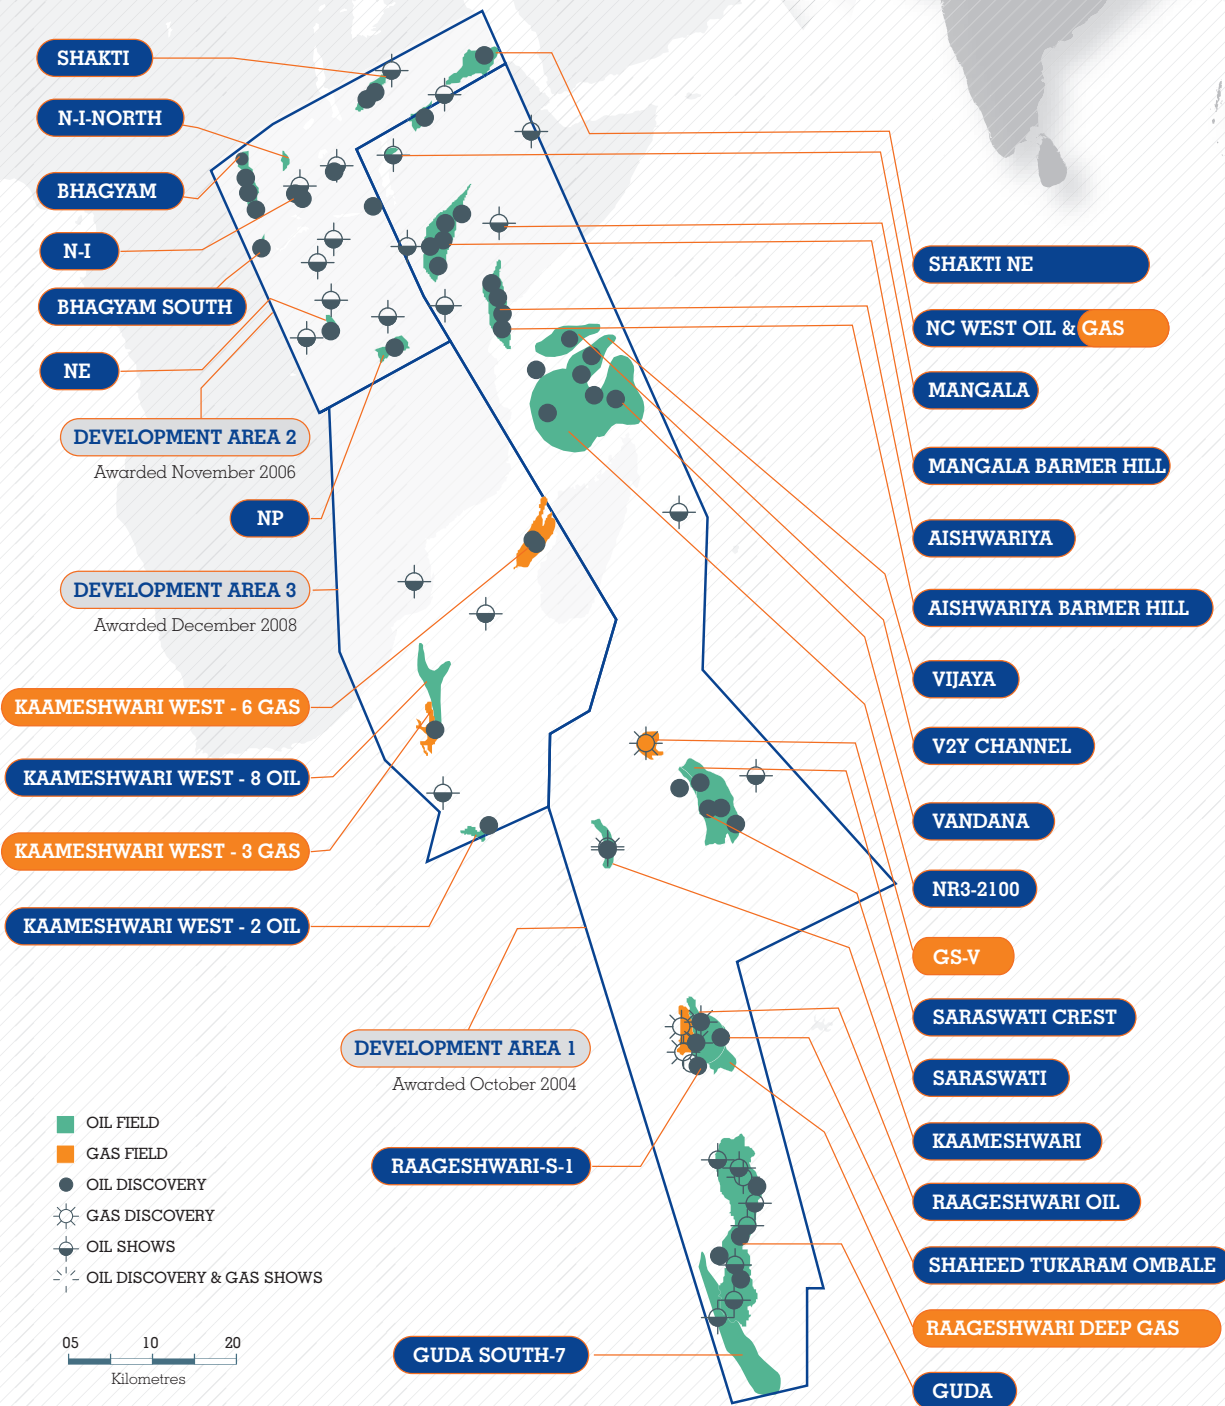 SHAKTI
N-I-NORTH
BHAGYAM
N-I
BHAGYAM SOUTH
NE
DEVELOPMENT AREA 2
Awarded November 2006
NP
DEVELOPMENT AREA 3
Awarded December 2008
KAAMESHWARI WEST - 6 GAS
KAAMESHWARI WEST - 8 OIL
KAAMESHWARI WEST - 3 GAS
KAAMESHWARI WEST - 2 OIL
DEVELOPMENT AREA 1
Awarded October 2004
RAAGESHWARI-S-1
GUDA SOUTH-7
SHAKTI NE
NC WEST OIL & GAS
MANGALA
MANGALA BARMER HILL
AISHWARIYA
AISHWARIYA BARMER HILL
VIJAYA
V2Y CHANNEL
VANDANA
NR3-2100
GS-V
SARASWATI CREST
SARASWATI
KAAMESHWARI
RAAGESHWARI OIL
SHAHEED TUKARAM OMBALE
RAAGESHWARI DEEP GAS
GUDA
OIL FIELD
GAS FIELD
OIL DISCOVERY
GAS DISCOVERY
OIL SHOWS
OIL DISCOVERY & GAS SHOWS
05 10 20
Kilometres